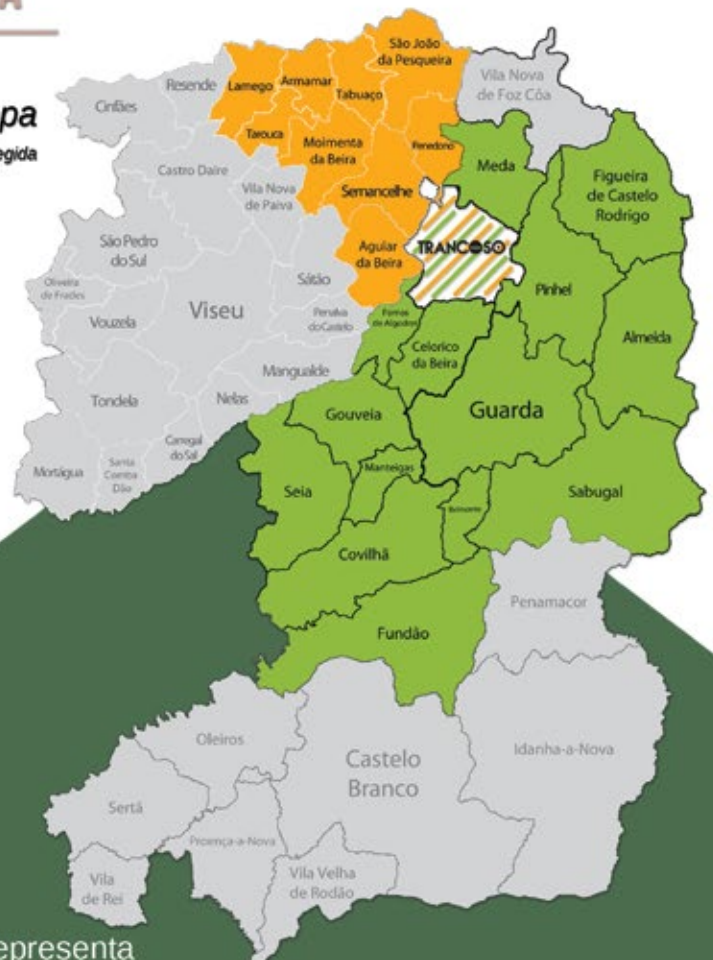 A
pa
egida
São João
da Pesqueira
Vila Nova
de Foz Côa
Resende
Lamego
Armamar
Tabuaço
Cinfães
Tarouca
Moimenta
da Beira
Penedono
Meda
Castro Daire
Vila Nova
de Paiva
Sernancelhe
Figueira
de Castelo
Rodrigo
São Pedro
do Sul
Aguiar
da Beira
TRANCOSO
Oliveira
de Frades
Sátão
Pinhel
Viseu
Vouzela
Penalva
do Castelo
Fornos
de Algodres
Celorico
da Beira
Almeida
Mangualde
Tondela
Nelas
Gouveia
Guarda
Carregal
do Sal
Mortágua
Santa
Comba
Dão
Manteigas
Seia
Sabugal
Belmonte
Covilhã
Penamacor
Fundão
Oleiros
Castelo
Branco
Idanha-a-Nova
Sertã
Proença-a-Nova
Vila
de Rei
Vila Velha
de Rodão
epresenta